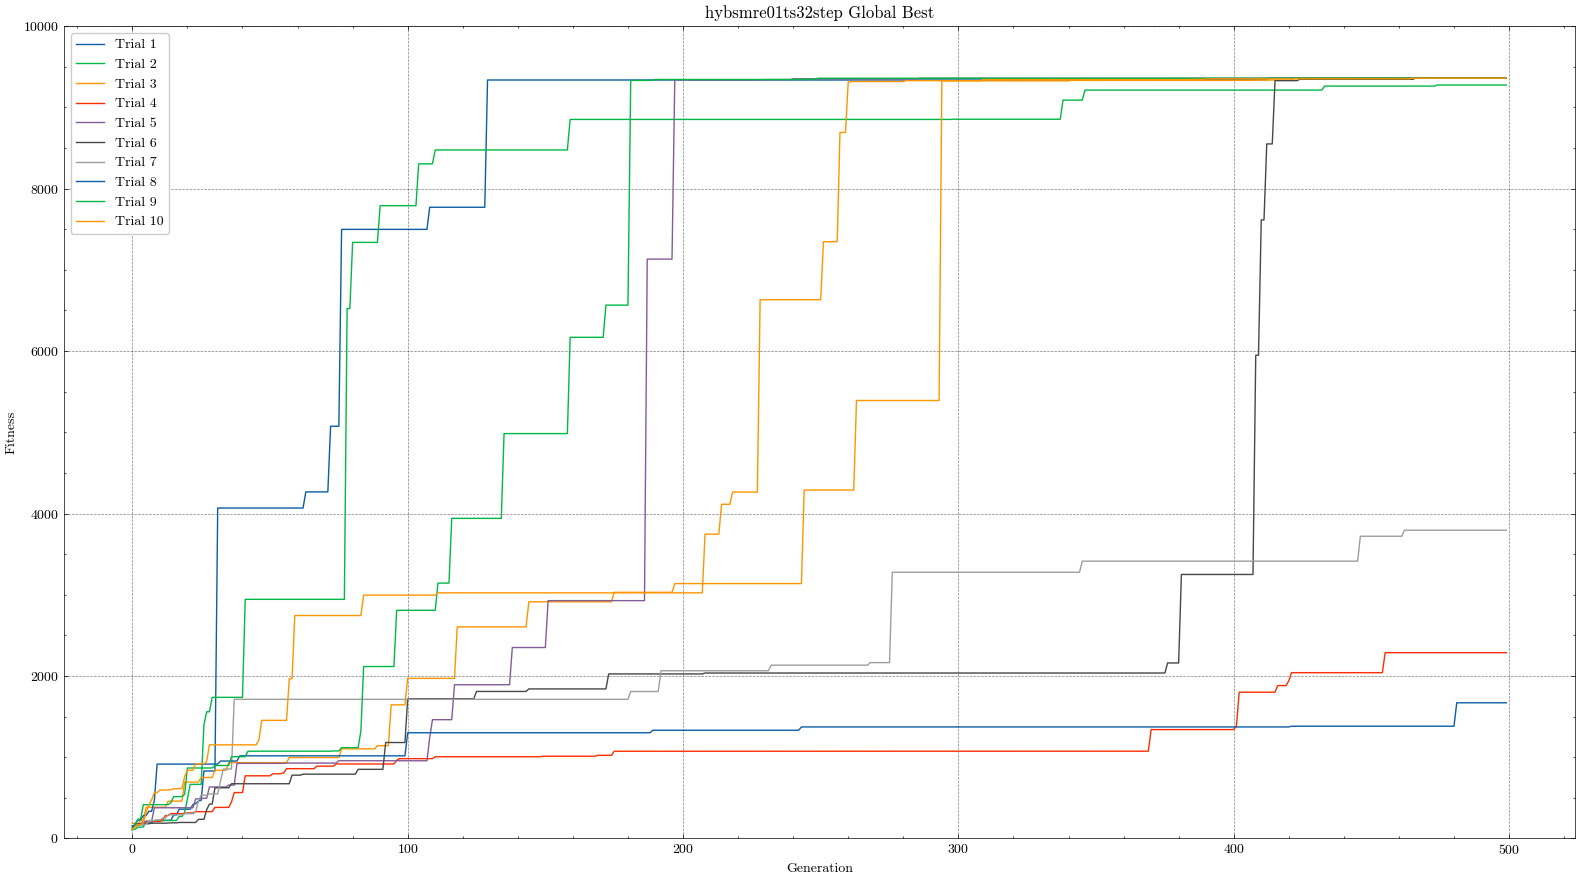 hybsmre01ts32step Global Best
10000
8000
6000
4000
2000
0
Fitness
Trial 1
Trial 2
Trial 3
Trial 4
Trial 5
Trial 6
Trial 7
Trial 8
Trial 9
Trial 10
0
100
200
300
400
500
Generation